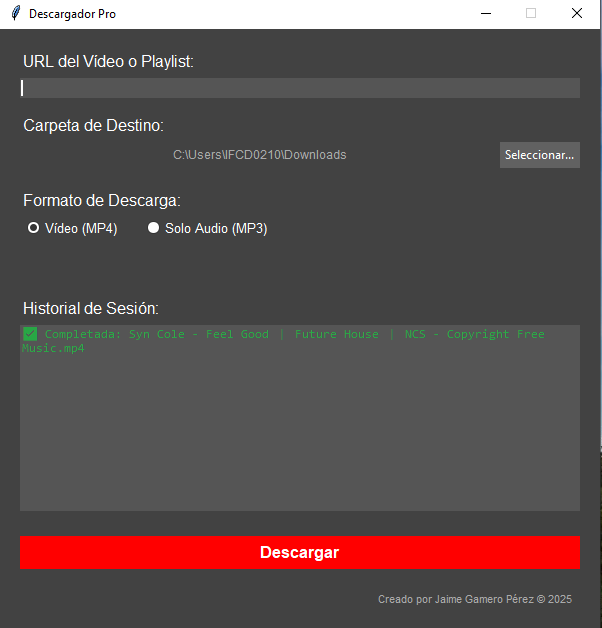 Descargador Pro
URL del Vídeo o Playlist:
Carpeta de Destino:
C:\Users\IFCD0210\Downloads
Seleccionar...
Formato de Descarga:
Vídeo (MP4)
Solo Audio (MP3)
Historial de Sesión:
✅ Completada: Syn Cole - Feel Good | Future House | NCS - Copyright Free
Music.mp4
Descargar
Creado por Jaime Gamero Pérez © 2025